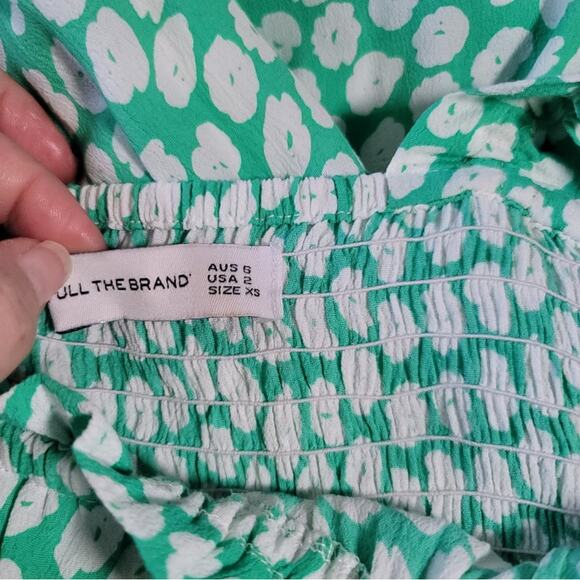 ULL THE BRAND
AUS 6
USA 2
SIZE XS